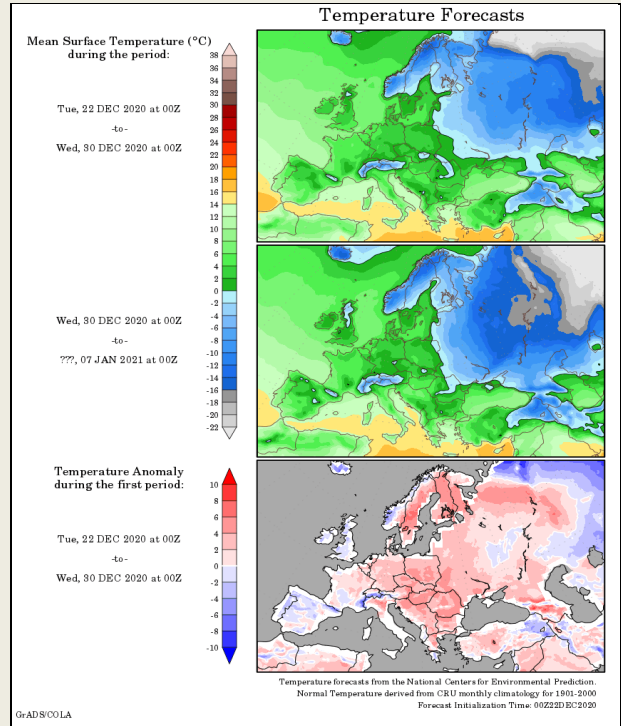 Temperature Forecasts
Mean Surface Temperature (°C)
during the period:
Tue, 22 DEC 2020 at 00Z
-to-
Wed, 30 DEC 2020 at 00Z
38
36
34
32
30
28
26
24
22
20
18
16
14
12
10
8
6
4
2
0
-2
-4
-6
-8
-10
-12
-14
-16
-18
-20
-22
Wed, 30 DEC 2020 at 00Z
-to-
???, 07 JAN 2021 at 00Z
Temperature Anomaly
during the first period:
Tue, 22 DEC 2020 at 00Z
-to-
Wed, 30 DEC 2020 at 00Z
10
8
6
4
2
0
-2
-4
-6
-8
-10
Temperature forecasts from the National Centers for Environmental Prediction.
Normal Temperature derived from CRU monthly climatology for 1901-2000
Forecast Initialization Time: 00Z22DEC2020
GrADS/COLA